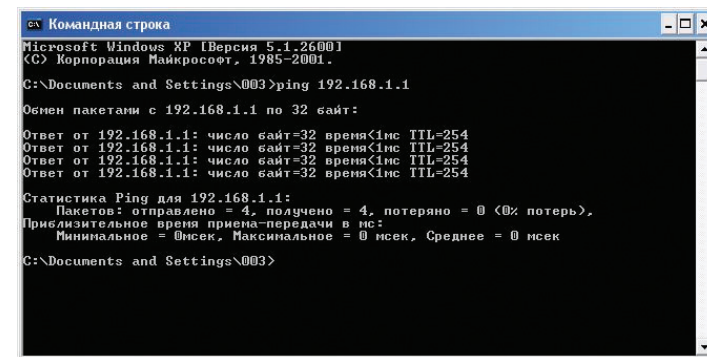 Командная строка
Microsoft Windows XP [Версия 5.1.2600]
(C) Корпорация Майкрософт, 1985-2001.
C:\Documents and Settings\003>ping 192.168.1.1
Обмен пакетами с 192.168.1.1 по 32 байт:
Ответ от 192.168.1.1: число байт=32 время<1мс TTL=254
Ответ от 192.168.1.1: число байт=32 время<1мс TTL=254
Ответ от 192.168.1.1: число байт=32 время<1мс TTL=254
Ответ от 192.168.1.1: число байт=32 время<1мс TTL=254
Статистика Ping для 192.168.1.1:
Пакетов: отправлено = 4, получено = 4, потеряно = 0 (0% потерь),
Приблизительное время приема-передачи в мс:
Минимальное = 0мсек, Максимальное = 0 мсек, Среднее = 0 мсек
C:\Documents and Settings\003>